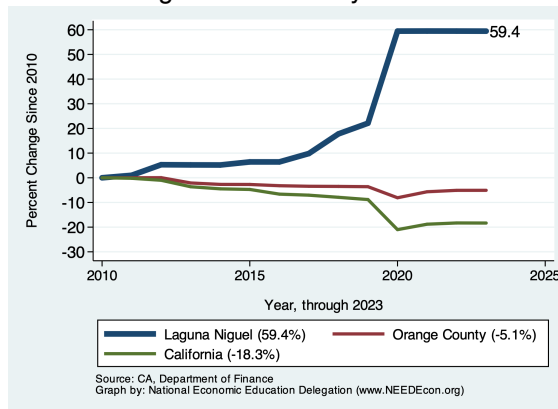 60
50
40
30
20
10
0
-10
-20
-30
Percent Change Since 2010
59.4
2010 2015 2020 2025
Year, through 2023
Laguna Niguel (59.4%) Orange County (-5.1%)
California (-18.3%)
Source: CA, Department of Finance
Graph by: National Economic Education Delegation (www.NEEDEcon.org)